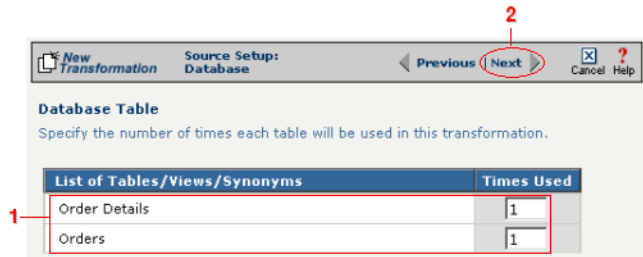 2
New Transformation
Source Setup: Database
Previous | Next
Cancel Help
Database Table
Specify the number of times each table will be used in this transformation.
List of Tables/Views/Synonyms Times Used
1
Order Details 1
Orders 1